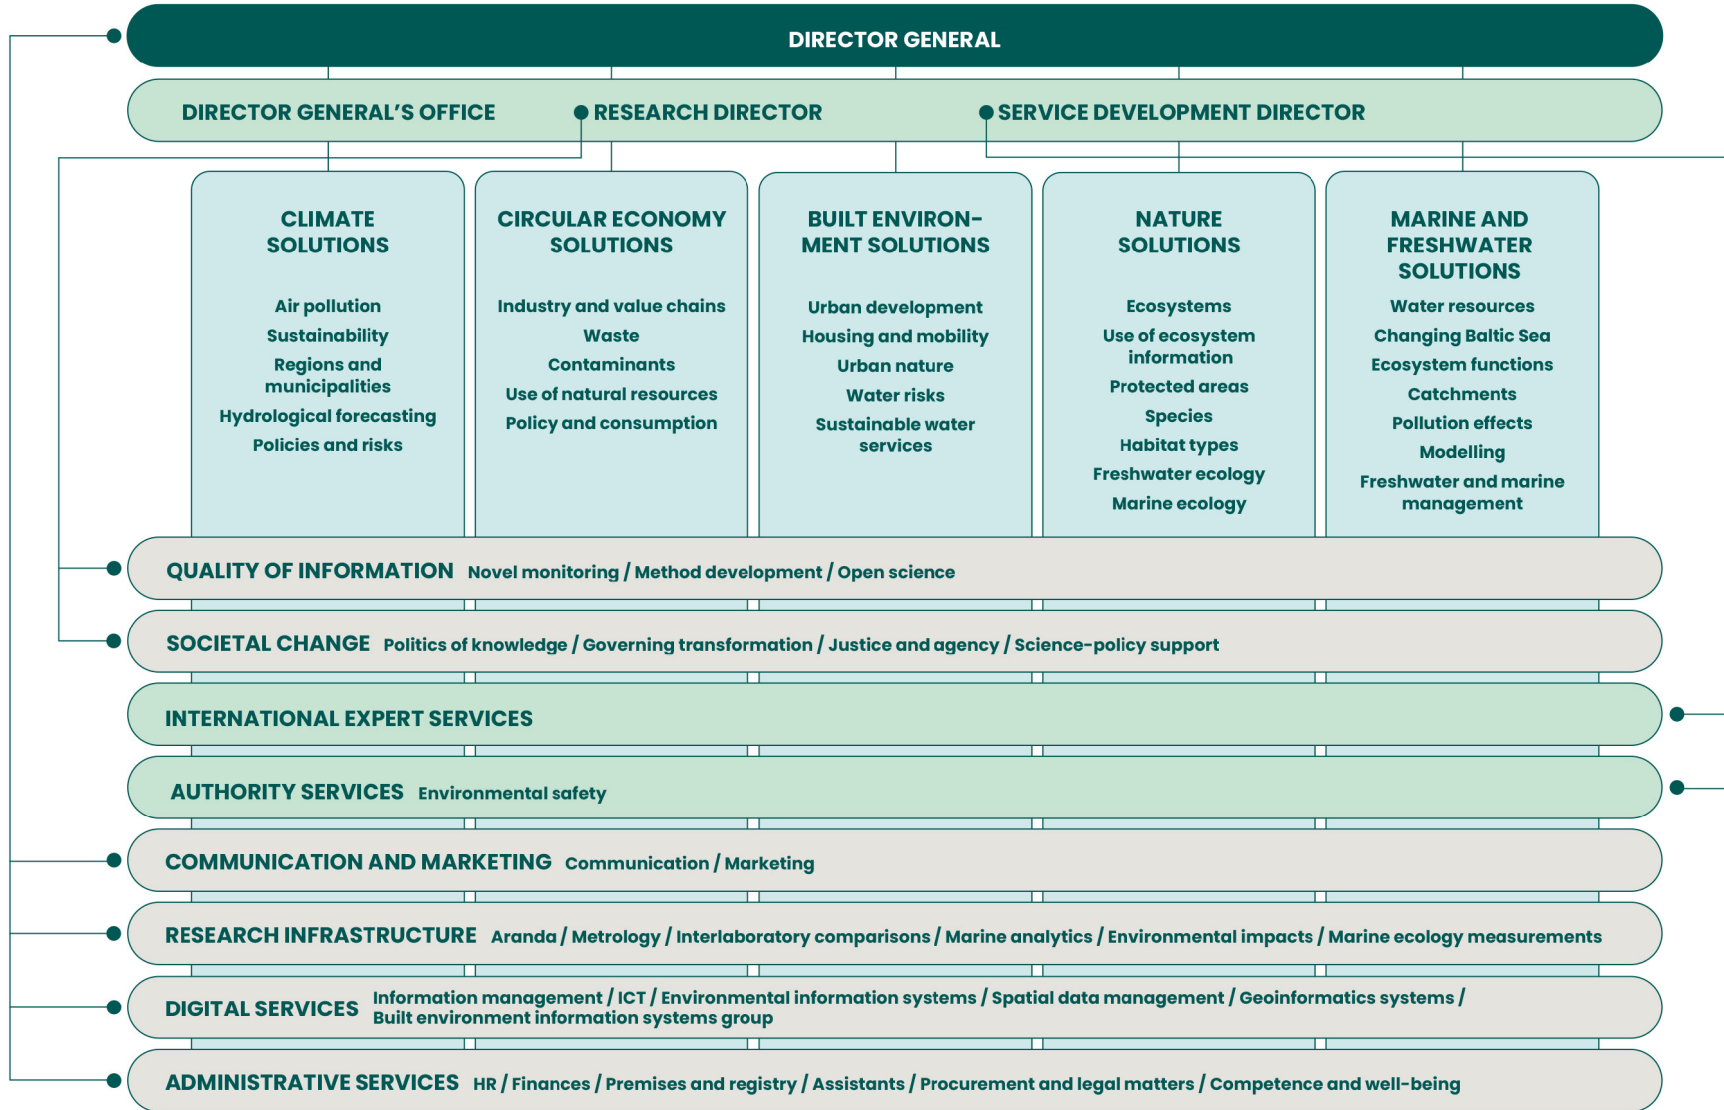 DIRECTOR GENERAL
DIRECTOR GENERAL’S OFFICE
RESEARCH DIRECTOR
SERVICE DEVELOPMENT DIRECTOR
CLIMATE
SOLUTIONS
Air pollution
Sustainability
Regions and
municipalities
Hydrological forecasting
Policies and risks
CIRCULAR ECONOMY
SOLUTIONS
Industry and value chains
Waste
Contaminants
Use of natural resources
Policy and consumption
BUILT ENVIRON-
MENT SOLUTIONS
Urban development
Housing and mobility
Urban nature
Water risks
Sustainable water
services
NATURE
SOLUTIONS
Ecosystems
Use of ecosystem
information
Protected areas
Species
Habitat types
Freshwater ecology
Marine ecology
MARINE AND
FRESHWATER
SOLUTIONS
Water resources
Changing Baltic Sea
Ecosystem functions
Catchments
Pollution effects
Modelling
Freshwater and marine
management
QUALITY OF INFORMATION Novel monitoring / Method development / Open science
SOCIETAL CHANGE Politics of knowledge / Governing transformation / Justice and agency / Science-policy support
INTERNATIONAL EXPERT SERVICES
AUTHORITY SERVICES Environmental safety
COMMUNICATION AND MARKETING Communication / Marketing
RESEARCH INFRASTRUCTURE Aranda / Metrology / Interlaboratory comparisons / Marine analytics / Environmental impacts / Marine ecology measurements
DIGITAL SERVICES Information management / ICT / Environmental information systems / Spatial data management / Geoinformatics systems /
Built environment information systems group
ADMINISTRATIVE SERVICES HR / Finances / Premises and registry / Assistants / Procurement and legal matters / Competence and well-being